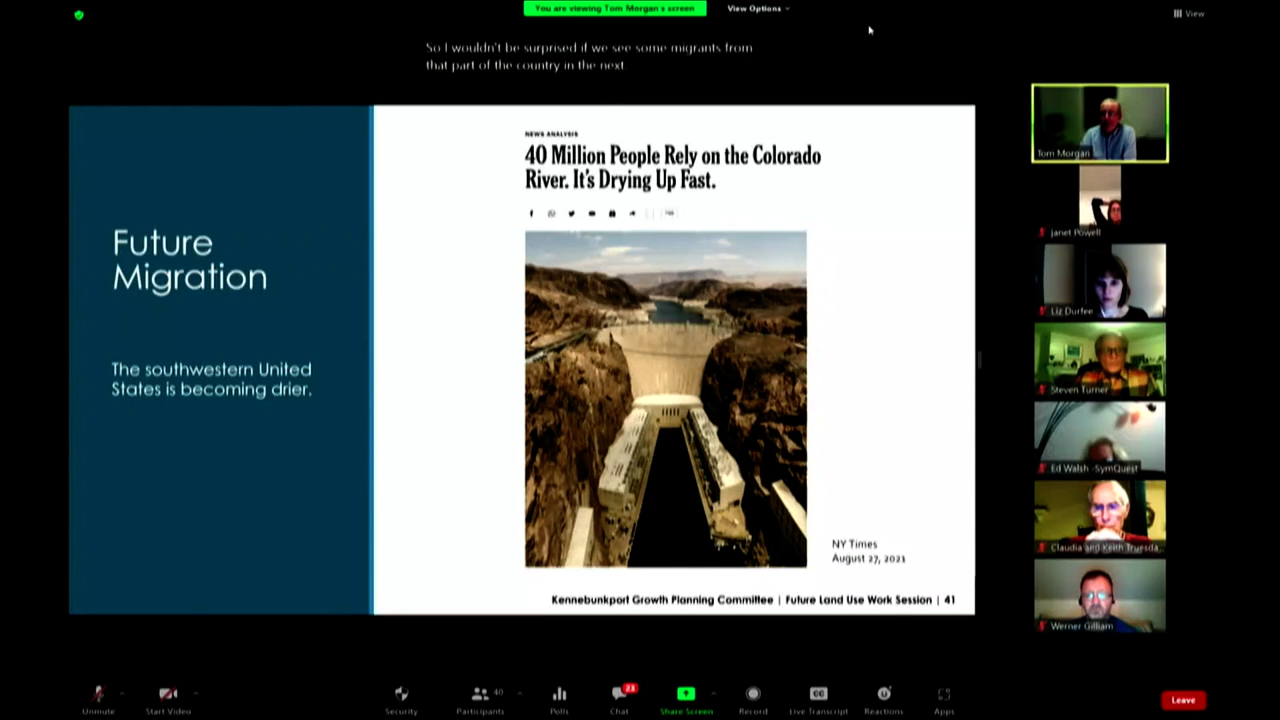 You are viewing Tom Morgan's screen
View Options
View
So I wouldn't be surprised if we see some migrants from
that part of the country in the next.
Future
Migration
The southwestern United
States is becoming drier.
NEWS ANALYSIS
40 Million People Rely on the Colorado
River. It's Drying Up Fast.
NY Times
August 27, 2021
Kennebunkport Growth Planning Committee | Future Land Use Work Session | 41
Tom Morgan
Janet Powell
Liz Durfee
Steven Turner
Ed Walsh -SymQuest
Claudia and Keith Truesda
Werner Gilliam
Unmute
Start Video
Security
Participants
40
Polls
Chat
23
Share Screen
Record
CC
Live Transcript
Reactions
Apps
Leave